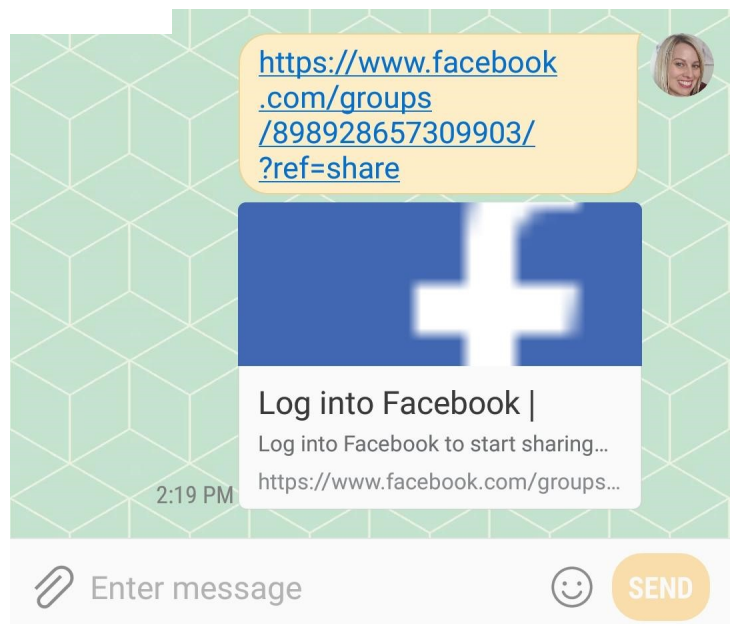 https://www.facebook
.com/groups
/898928657309903/
?ref=share
Log into Facebook |
Log into Facebook to start sharing...
https://www.facebook.com/groups...
2:19 PM
Enter message
SEND